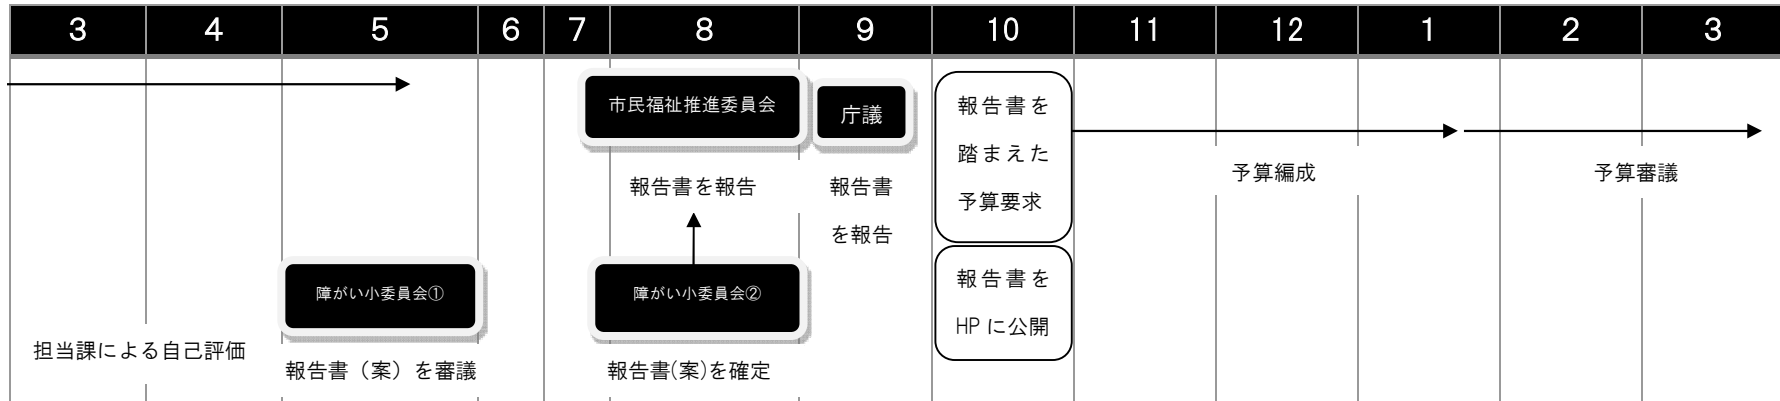 3 4 5 6 7 8 9 10 11 12 1 2 3
市民福祉推進委員会
報告書を報告
庁議
報告書
を報告
報告書を
踏まえた
予算要求
報告書を
HPに公開
予算編成
予算審議
担当課による自己評価
障がい小委員会①
報告書（案）を審議
障がい小委員会②
報告書(案)を確定